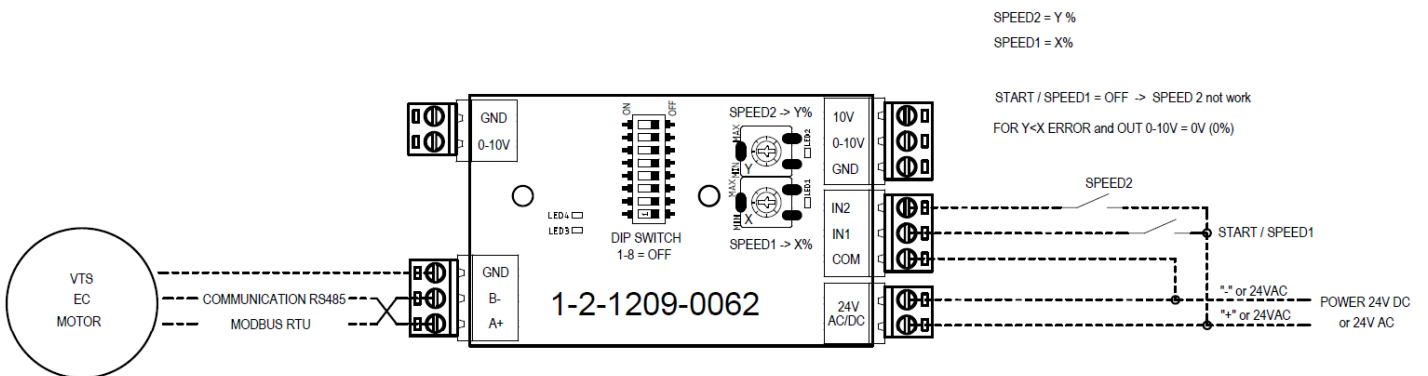 SPEED2 = Y %
SPEED1 = X%
START / SPEED1 = OFF -> SPEED 2 not work
FOR Y<X ERROR and OUT 0-10V = 0V (0%)
GND
0-10V
ON
OFF
SPEED2 -> Y%
MAX
MIN
Y
LED2
MAX
MIN
X
LED1
SPEED1 -> X%
1
DIP SWITCH
1-8 = OFF
LED4
LED3
10V
0-10V
GND
IN2
IN1
COM
24V
AC/DC
SPEED2
START / SPEED1
"-" or 24VAC
"+" or 24VAC
POWER 24V DC
or 24V AC
VTS
EC
MOTOR
COMMUNICATION RS485
MODBUS RTU
GND
B-
A+
1-2-1209-0062